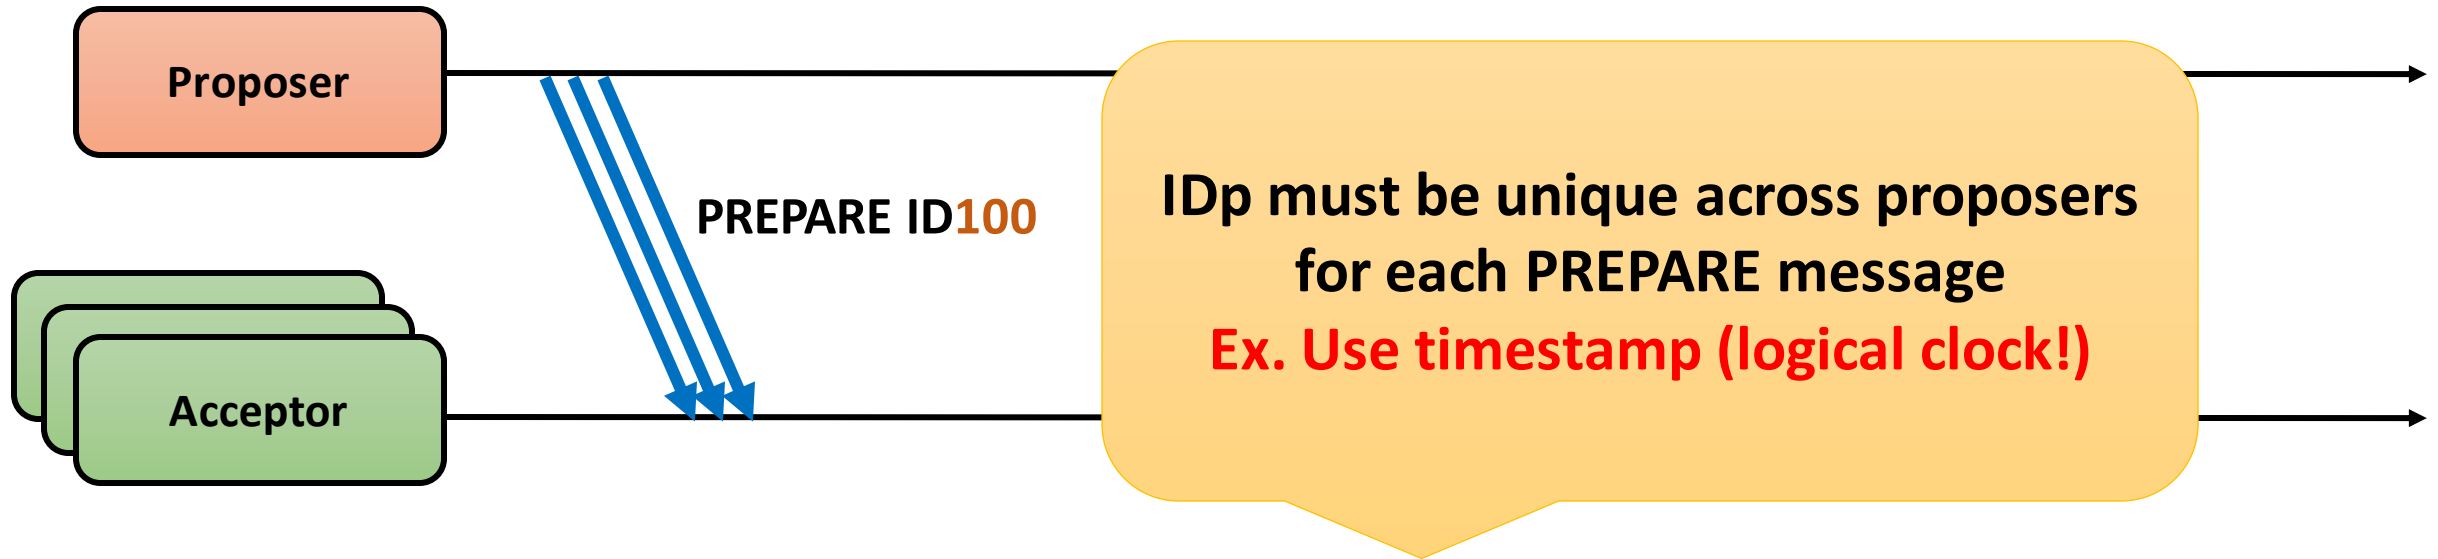 Proposer
PREPARE ID100
Acceptor
IDp must be unique across proposers
for each PREPARE message
Ex. Use timestamp (logical clock!)